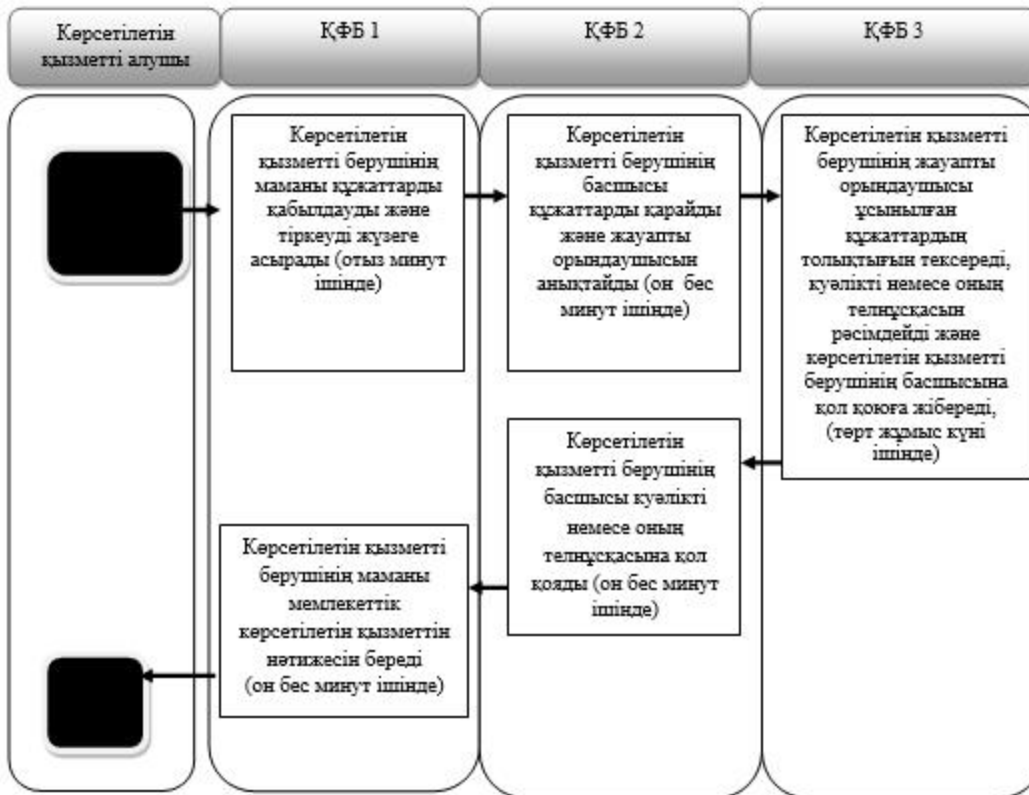 Көрсетілетін
қызметті алушы
ҚФБ 1
ҚФБ 2
ҚФБ 3
Көрсетілетін
қызметті берушінің
маманы құжаттарды
қабылдауды және
тіркеуді жүзеге
асырады (отыз минут
ішінде)
Көрсетілетін
қызметті берушінің
басшысы
құжаттарды қарайды
және жауапты
орындаушысын
анықтайды (он бес
минут ішінде)
Көрсетілетін қызметті
берушінің жауапты
орындаушысы
ұсынылған
құжаттардың
толықтығын тексереді,
куәлікті немесе оның
телнұсқасын
рәсімдейді және
көрсетілетін қызметті
берушінің басшысына
қол қоюға жібереді,
(төрт жұмыс күні
ішінде)
Көрсетілетін
қызметті берушінің
басшысы куәлікті
немесе оның
телнұсқасына қол
қояды (он бес минут
ішінде)
Көрсетілетін қызметті
берушінің маманы
мемлекеттік
көрсетілетін қызметтін
нәтижесін береді
(он бес минут ішінде)